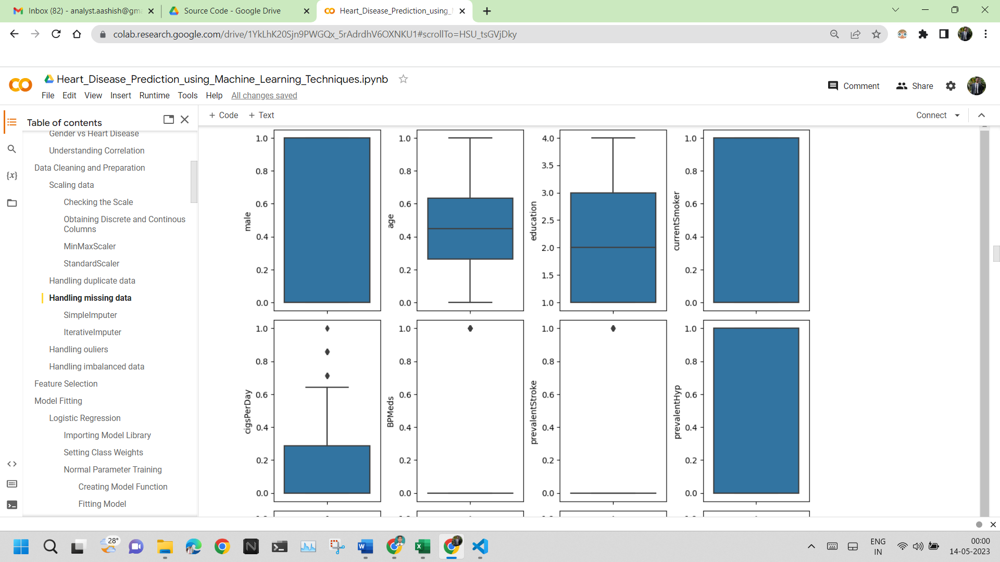 Inbox (82) - analyst.aashish@gm
Source Code - Google Drive
Heart_Disease_Prediction_using_
colab.research.google.com/drive/1YkLhK20Sjn9PWGQx_5rAdrdhV6OXNKU1#scrollTo=HSU_tsGVjDky
Heart_Disease_Prediction_using_Machine_Learning_Techniques.ipynb
File Edit View Insert Runtime Tools Help All changes saved
Comment Share
+ Code + Text
Connect
Table of contents
Gender vs Heart Disease
Understanding Correlation
Data Cleaning and Preparation
Scaling data
Checking the Scale
Obtaining Discrete and Continous
Columns
MinMaxScaler
StandardScaler
Handling duplicate data
Handling missing data
SimpleImputer
IterativeImputer
Handling ouliers
Handling imbalanced data
Feature Selection
Model Fitting
Logistic Regression
Importing Model Library
Setting Class Weights
Normal Parameter Training
Creating Model Function
Fitting Model
{x}
male
1.0
0.8
0.6
0.4
0.2
0.0
age
1.0
0.8
0.6
0.4
0.2
0.0
education
4.0
3.5
3.0
2.5
2.0
1.5
1.0
currentSmoker
1.0
0.8
0.6
0.4
0.2
0.0
cigsPerDay
1.0
0.8
0.6
0.4
0.2
0.0
BPMeds
1.0
0.8
0.6
0.4
0.2
0.0
prevalentStroke
1.0
0.8
0.6
0.4
0.2
0.0
prevalentHyp
1.0
0.8
0.6
0.4
0.2
0.0
28°
ENG
IN
00:00
14-05-2023